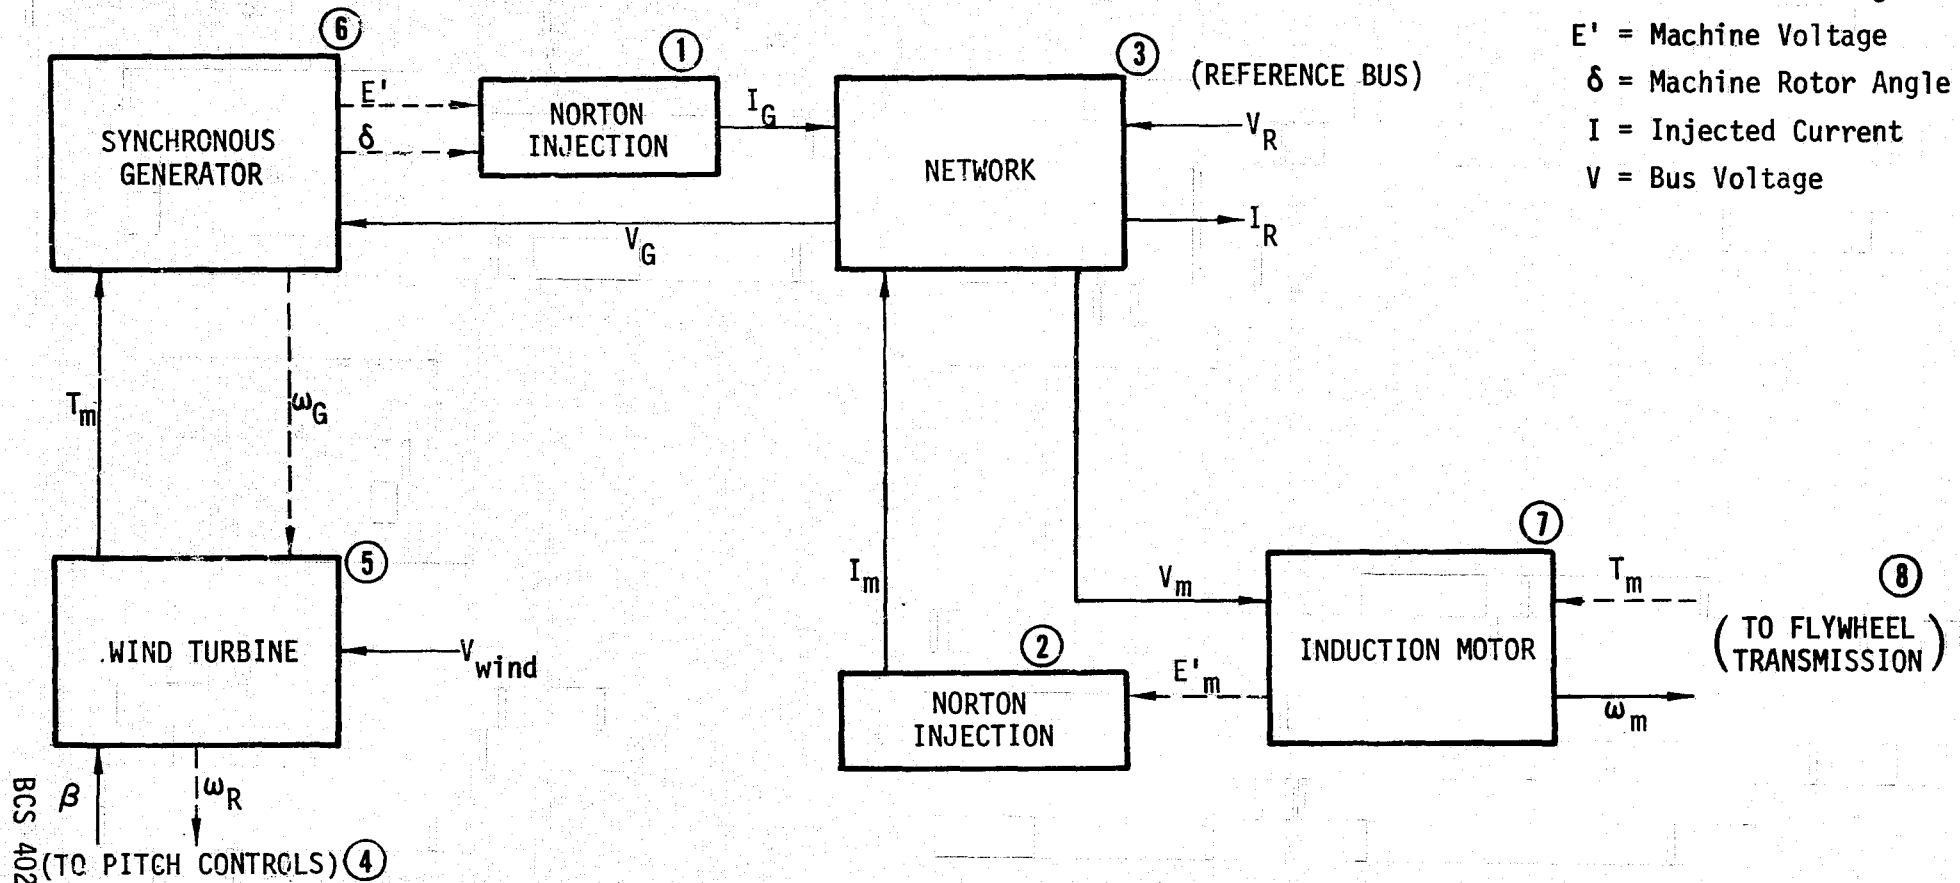 E' = Machine Voltage
δ = Machine Rotor Angle
I = Injected Current
V = Bus Voltage
6
SYNCHRONOUS
GENERATOR
E'
δ
1
NORTON
INJECTION
I_G
3
NETWORK
(REFERENCE BUS)
V_R
I_R
V_G
T_m
ω_G
5
.WIND TURBINE
V_wind
β
ω_R
(TO PITCH CONTROLS) 4
I_m
V_m
2
NORTON
INJECTION
E'_m
7
INDUCTION MOTOR
T_m
ω_m
8
(TO FLYWHEEL
TRANSMISSION)
BCS 402